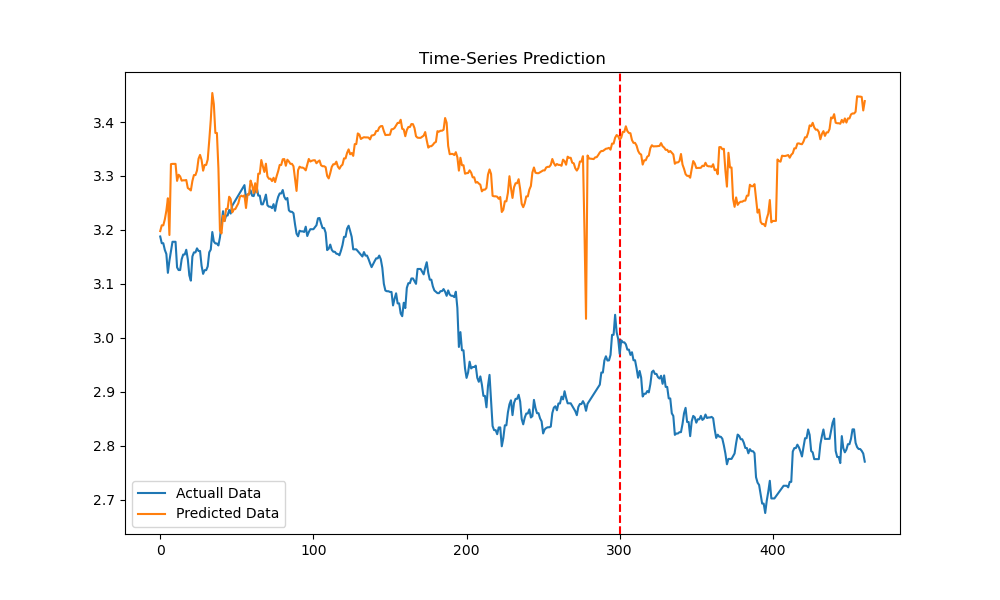 Time-Series Prediction
3.4
3.3
3.2
3.1
3.0
2.9
2.8
2.7
Actuall Data
Predicted Data
0 100 200 300 400